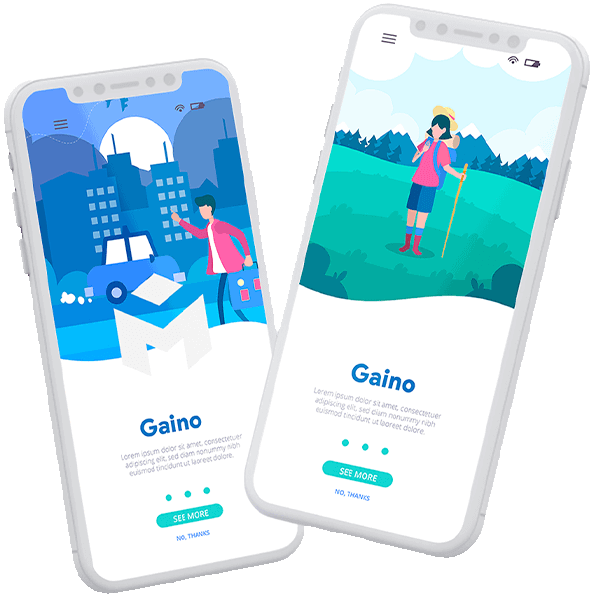 Gaino
Lorem ipsum dolor sit amet, consectetuer
adipiscing elit, sed diam nonummy nibh
euismod tincidunt ut laoreet dolore.
SEE MORE
NO, THANKS
Gaino
Lorem ipsum dolor sit amet, consectetuer
adipiscing elit, sed diam nonummy nibh
euismod tincidunt ut laoreet dolore.
SEE MORE
NO, THANKS